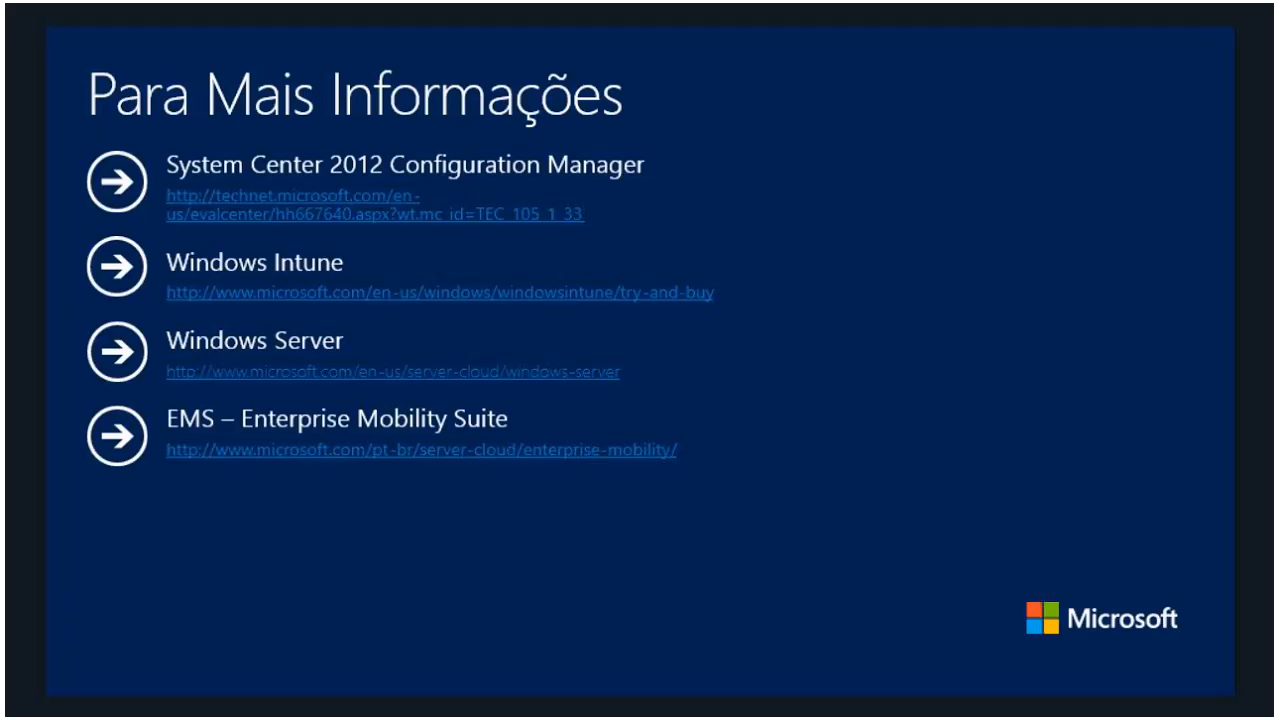 Para Mais Informações
System Center 2012 Configuration Manager
http://technet.microsoft.com/en-
us/evalcenter/hh667640.aspx?wt.mc_id=TEC_105_1_33
Windows Intune
http://www.microsoft.com/en-us/windows/windowsintune/try-and-buy
Windows Server
http://www.microsoft.com/en-us/server-cloud/windows-server
EMS – Enterprise Mobility Suite
http://www.microsoft.com/pt-br/server-cloud/enterprise-mobility/
Microsoft